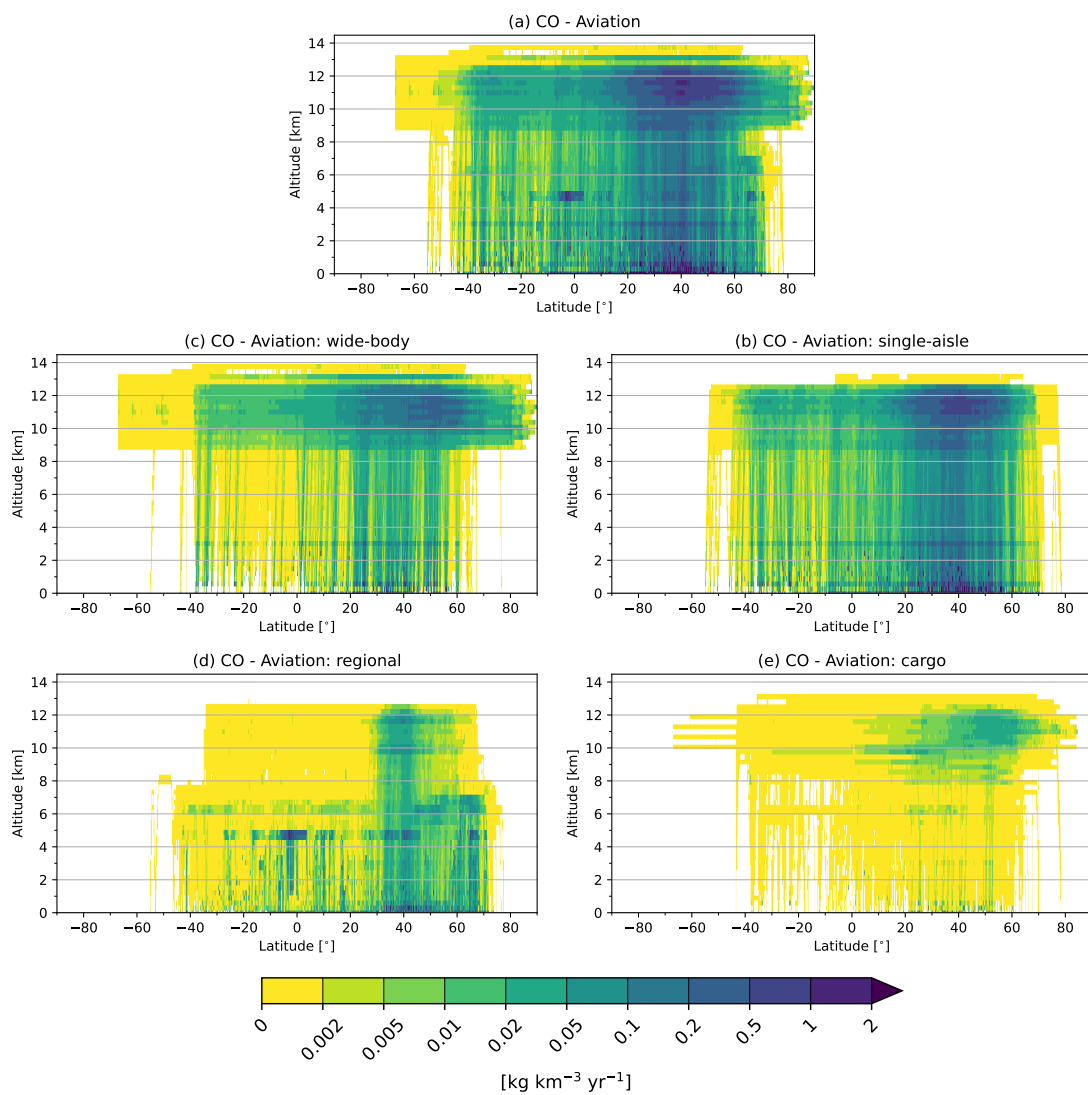 (a) CO - Aviation
14
12
10
8
6
4
2
0
Altitude [km]
−80 −60 −40 −20 0 20 40 60 80
Latitude [°]
(c) CO - Aviation: wide-body
14
12
10
8
6
4
2
0
Altitude [km]
−80 −60 −40 −20 0 20 40 60 80
Latitude [°]
(b) CO - Aviation: single-aisle
14
12
10
8
6
4
2
0
Altitude [km]
−80 −60 −40 −20 0 20 40 60 80
Latitude [°]
(d) CO - Aviation: regional
14
12
10
8
6
4
2
0
Altitude [km]
−80 −60 −40 −20 0 20 40 60 80
Latitude [°]
(e) CO - Aviation: cargo
14
12
10
8
6
4
2
0
Altitude [km]
−80 −60 −40 −20 0 20 40 60 80
Latitude [°]
0 0.002 0.005 0.01 0.02 0.05 0.1 0.2 0.5 1 2
[kg km⁻³ yr⁻¹]